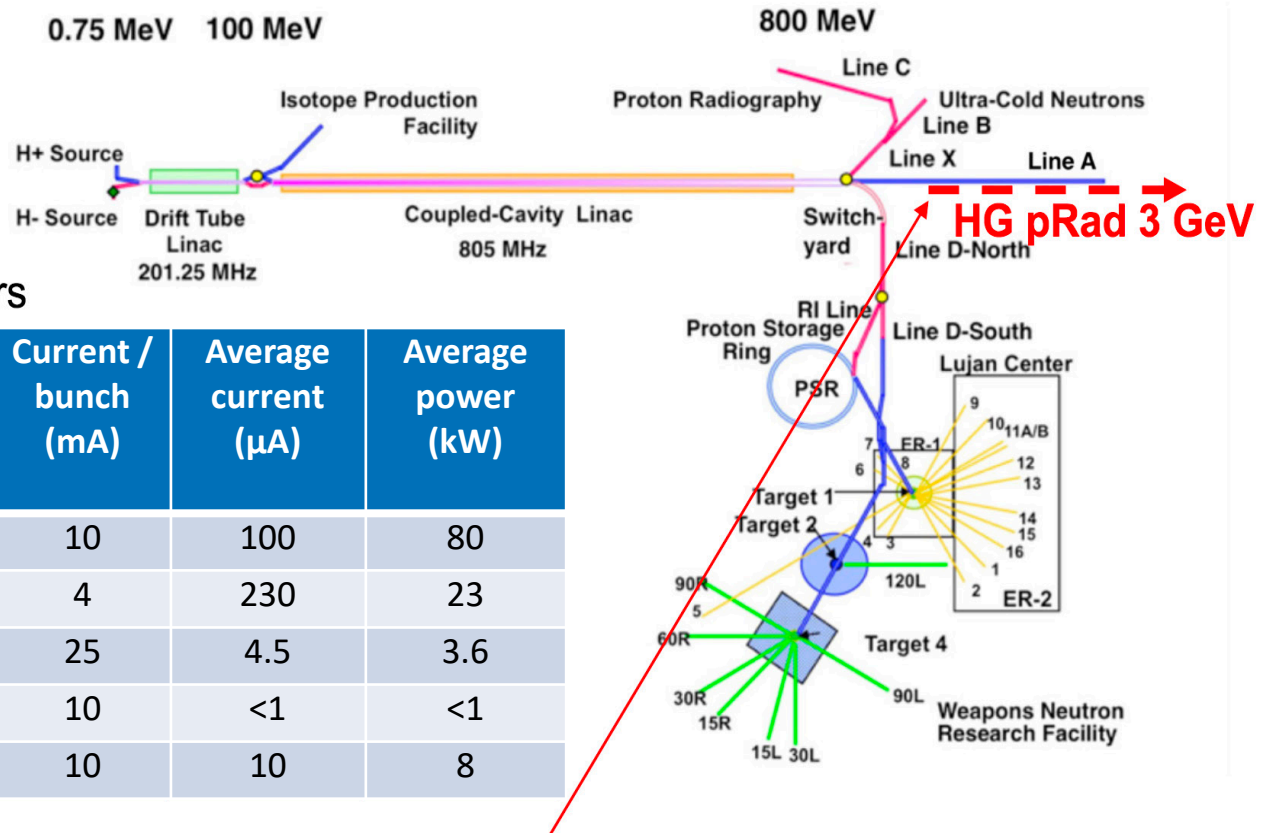 0.75 MeV 100 MeV
800 MeV
Line C
Isotope Production
Facility
Proton Radiography
Ultra-Cold Neutrons
Line B
H+ Source
Line X
Line A
H- Source
Drift Tube
Linac
201.25 MHz
Coupled-Cavity Linac
805 MHz
Switch-
yard
HG pRad 3 GeV
Line D-North
rs
RI Line
Proton Storage
Ring
Line D-South
PSR
Lujan Center
Current /
bunch
(mA)
Average
current
(µA)
Average
power
(kW)
10 100 80
4 230 23
25 4.5 3.6
10 <1 <1
10 10 8
9
10
11A/B
7
ER-1
8
12
6
13
Target 1
14
Target 2
15
4
3
16
1
90R
120L
2
ER-2
5
60R
Target 4
30R
90L
15R
Weapons Neutron
Research Facility
15L
30L